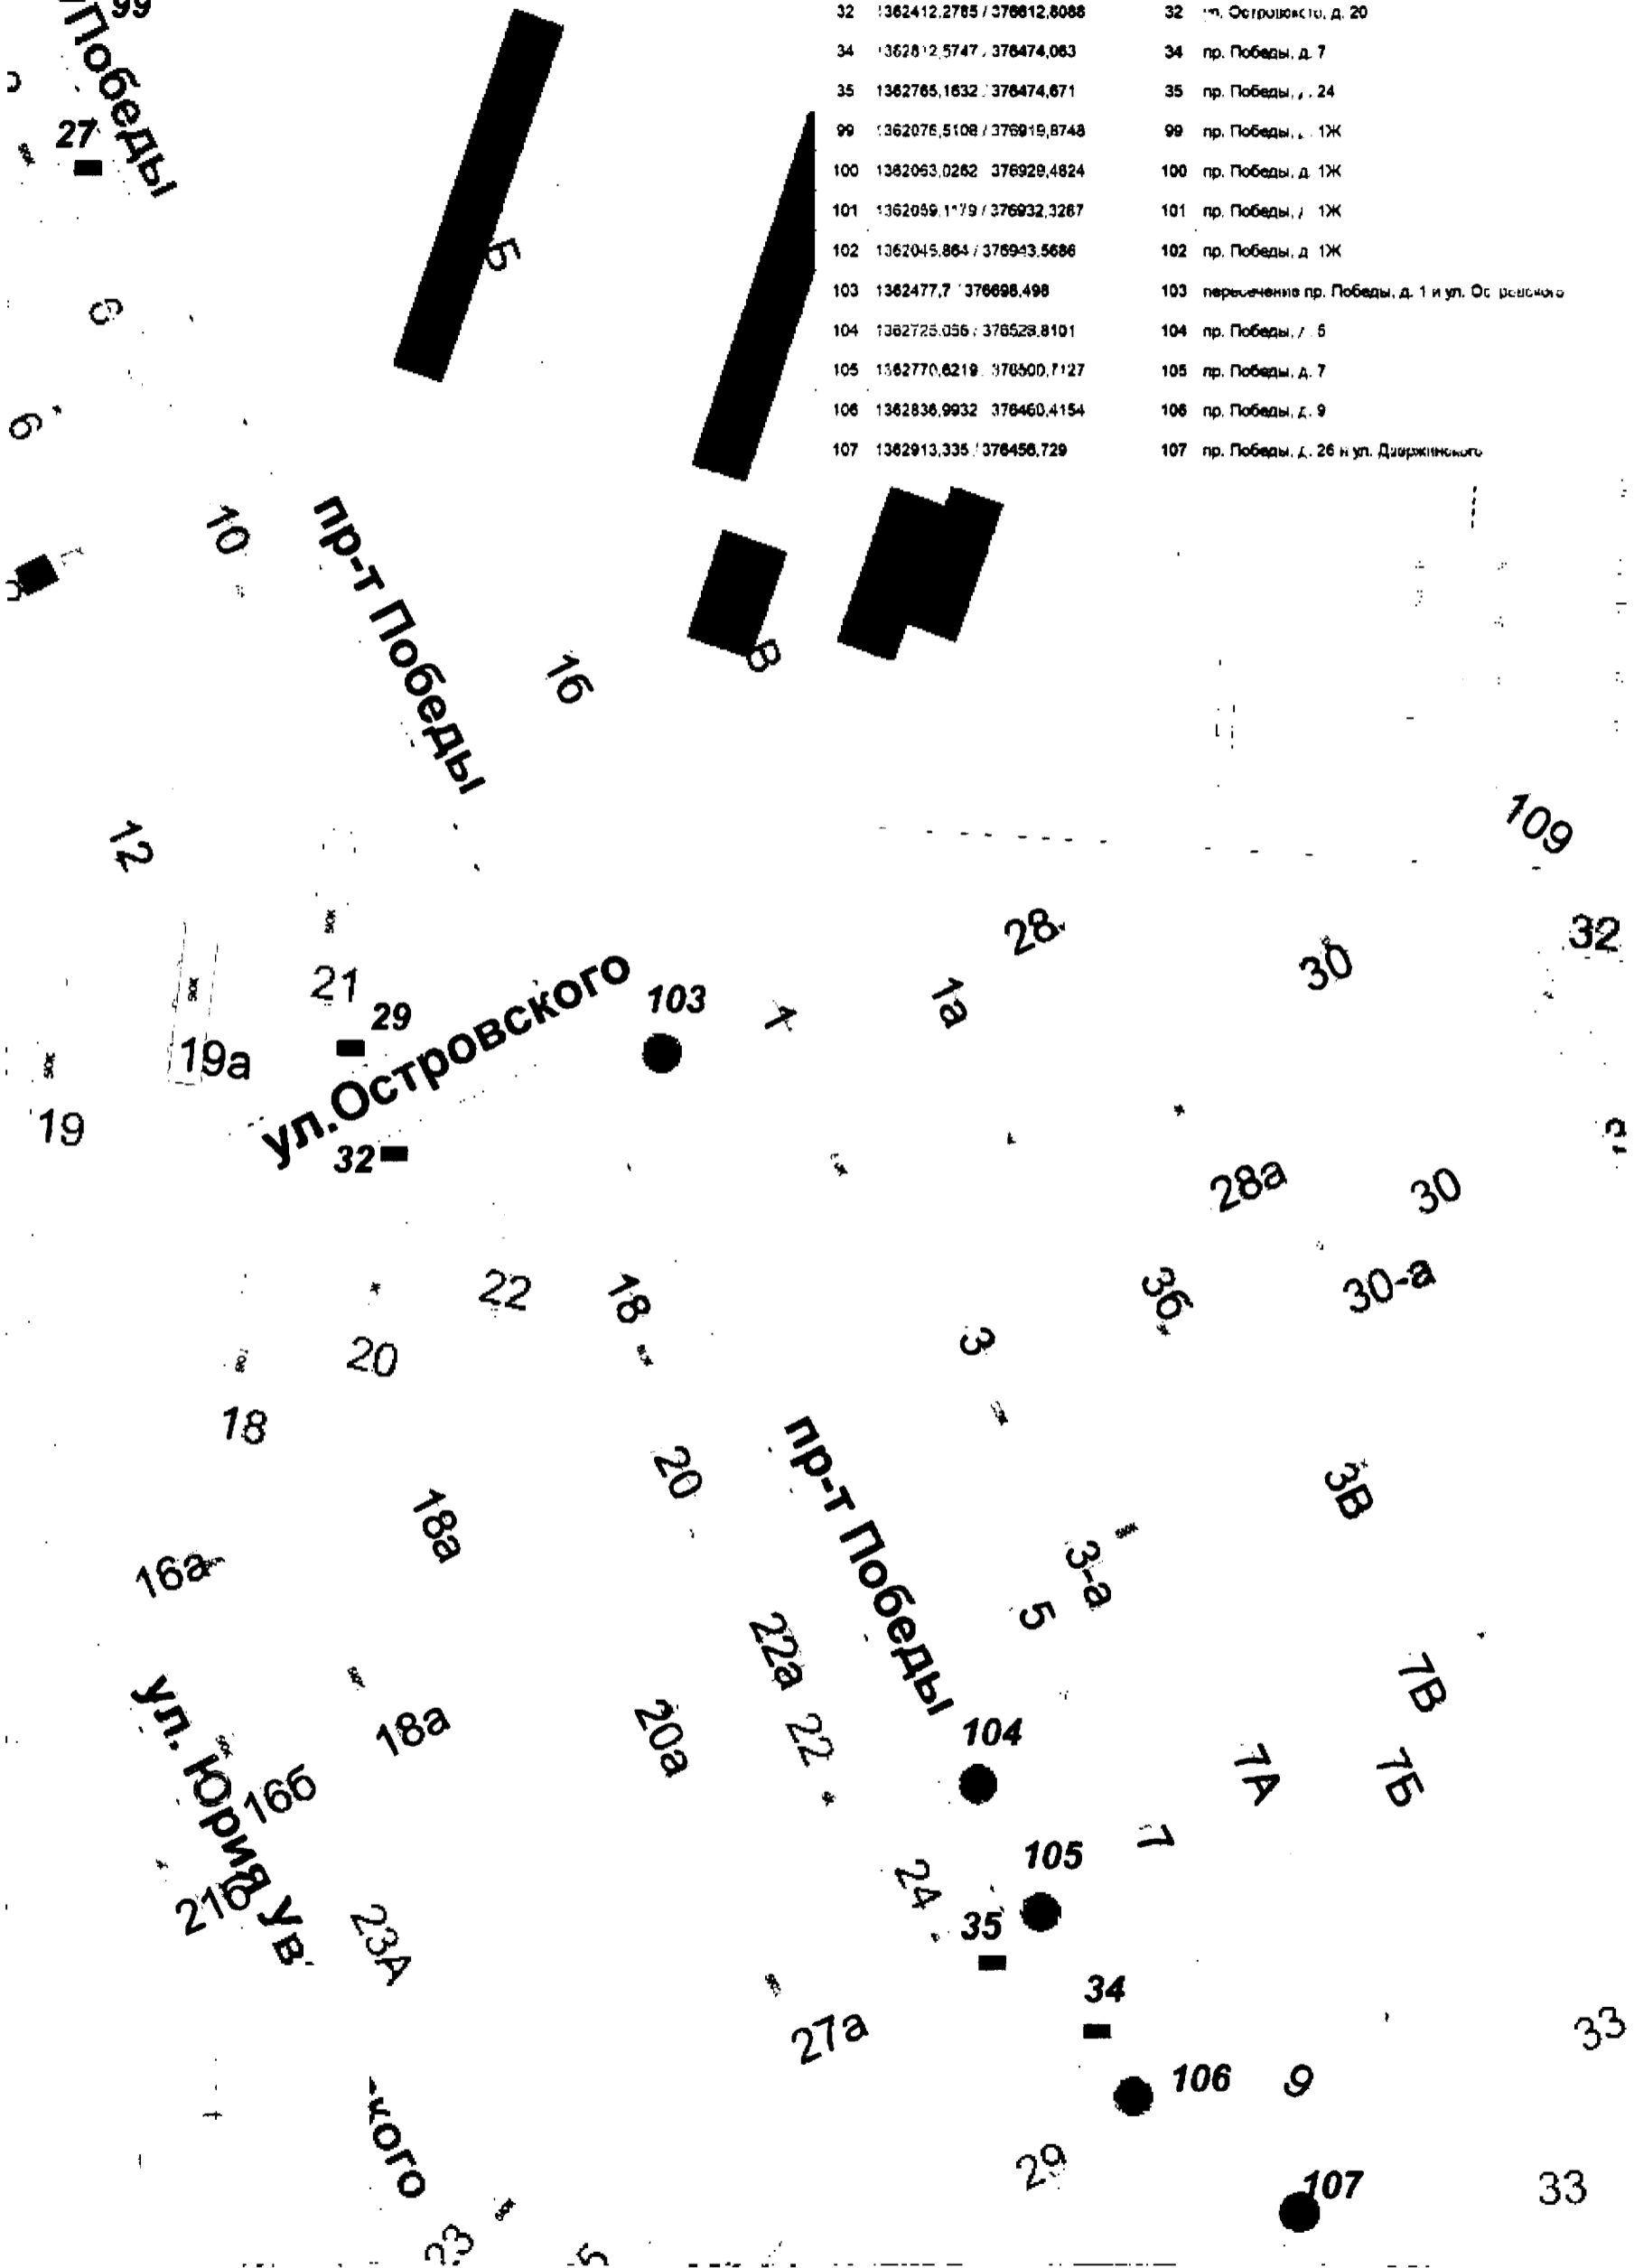 99
Победы
27
Б
6
6
32 1362412,2785 / 376612,8088 32 д. 20
34 1362812,5747 / 376474,063 34 пр. Победы, д. 7
35 1362765,1632 / 376474,671 35 пр. Победы, 24
99 1362076,5108 / 376919,8748 99 пр. Победы, 1Ж
100 1362063,0262 376929,4824 100 пр. Победы, д 1Ж
101 1362059,1179 / 376932,3287 101 пр. Победы, 1Ж
102 1362045,864 / 376943,5686 102 пр. Победы, д 1Ж
103 1362477,7 376698,498 103 пересечение пр. Победы, д. 1 и ул.
104 1362725,056 / 376528,8101 104 пр. Победы, 5
105 1362770,6219 376500,7127 105 пр. Победы, д. 7
106 1362836,9932 376460,4154 106 пр. Победы, д. 9
107 1362913,335 / 376456,729 107 пр. Победы, д. 26 и ул. Дзержинского
10
пр-т Победы
16
В
12
109
28
32
30
21
29
ул.Островского
103
1
1а
19а
19
32
28а
30
30-а
22
18
3
36
20
18
20
пр-т Победы
3В
18а
16а
3-а
5
22а
7В
ул. Юрия Ув
18а
20а
22
104
7А
7Б
16б
105
7
24
21б
23А
35
34
27а
33
106
9
-кого
29
107
33
23
5